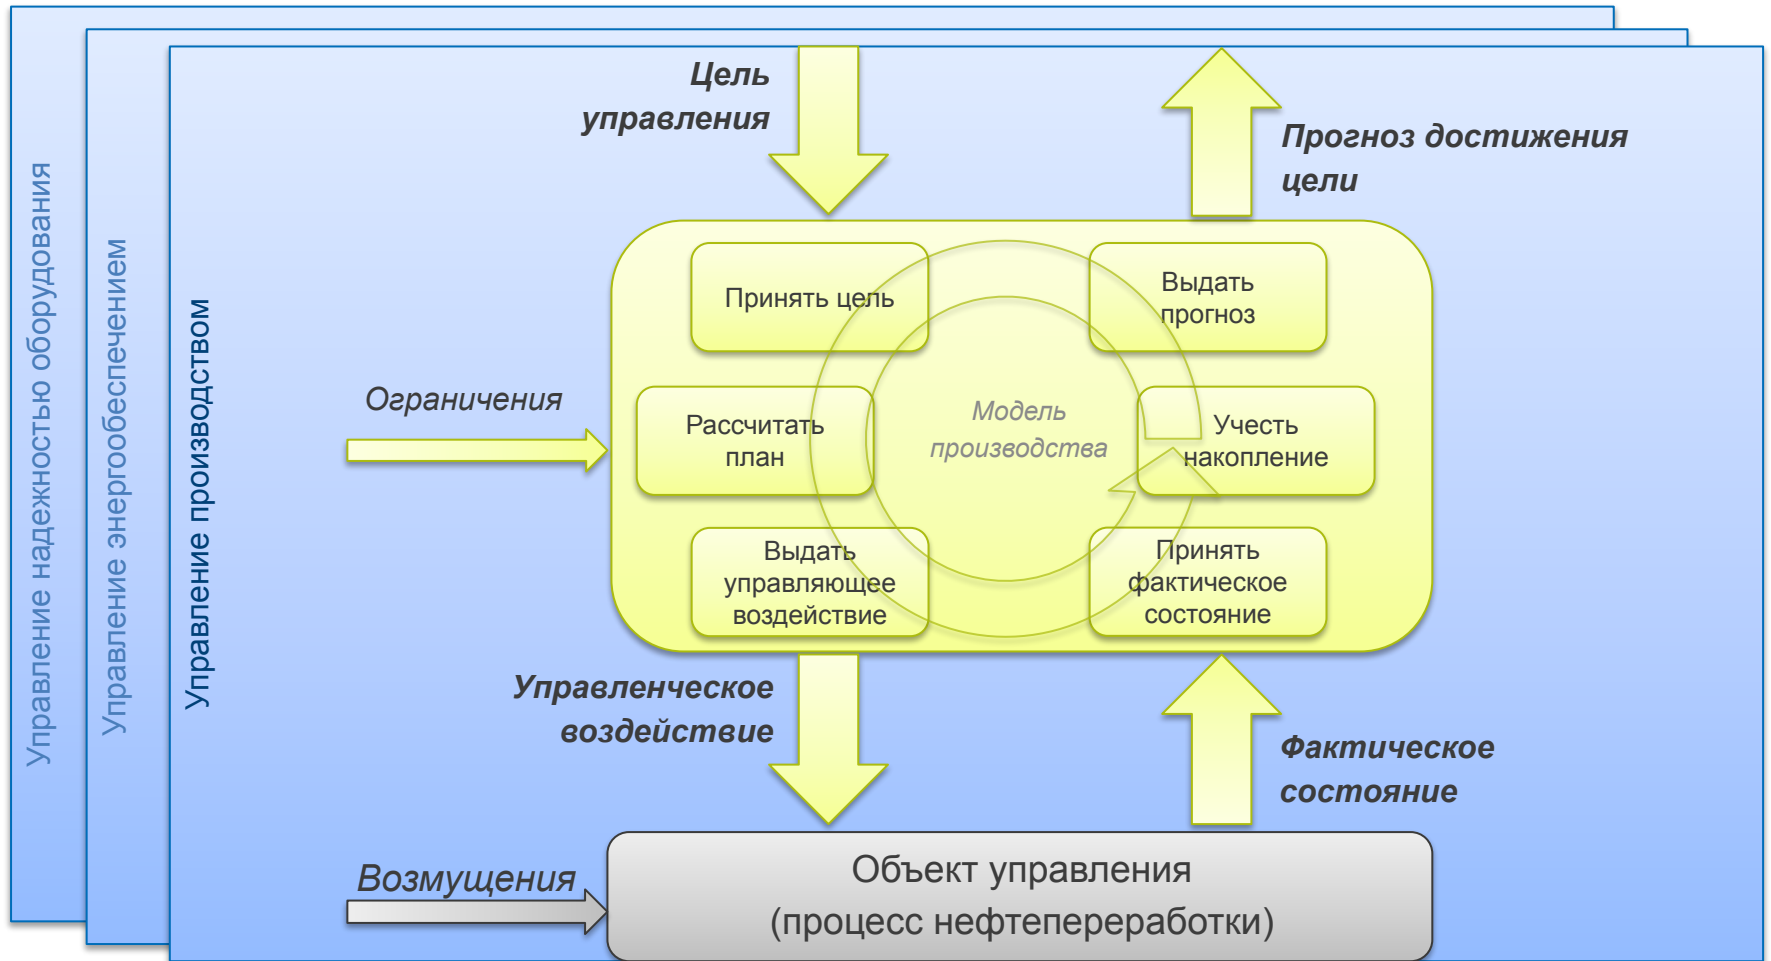 Управление надежностью оборудования
Управление энергообеспечением
Управление производством
Цель
управления
Прогноз достижения
цели
Принять цель
Выдать
прогноз
Ограничения
Рассчитать
план
Модель
производства
Учесть
накопление
Выдать
управляющее
воздействие
Принять
фактическое
состояние
Управленческое
воздействие
Фактическое
состояние
Возмущения
Объект управления
(процесс нефтепереработки)